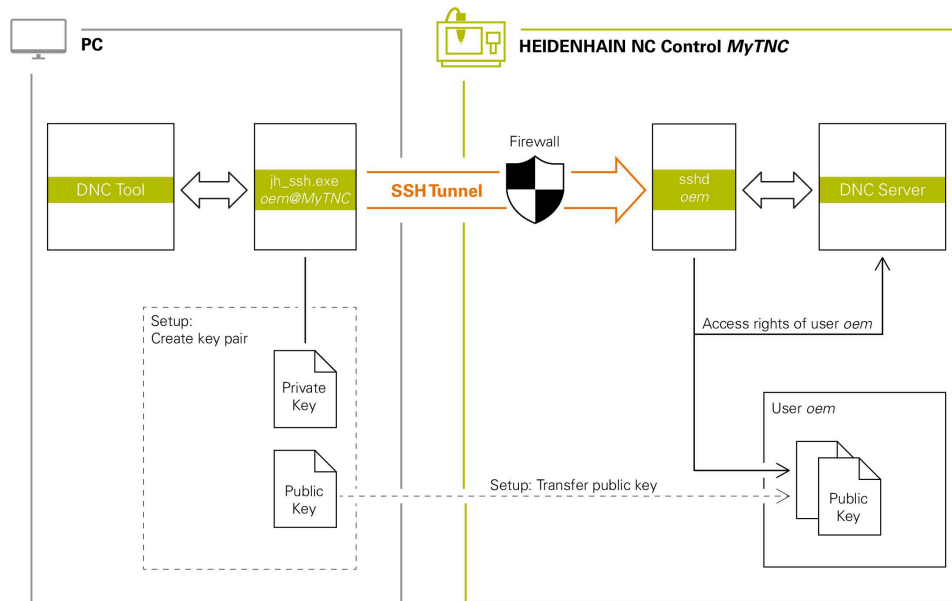 PC
HEIDENHAIN NC Control MyTNC
Firewall
DNC Tool
jh_ssh.exe
oem@MyTNC
SSH Tunnel
sshd
oem
DNC Server
Setup:
Create key pair
Access rights of user oem
Private
Key
User oem
Public
Key
Setup: Transfer public key
Public
Key